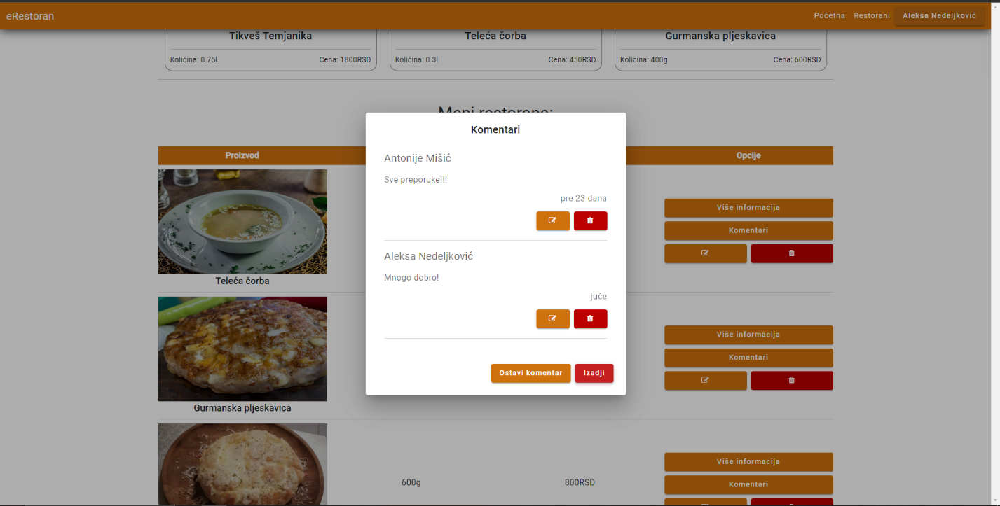 eRestoran
Početna
Restorani
Aleksa Nedeljković
Tikveš Temjanika
Količina: 0.75l
Cena: 1800RSD
Teleća čorba
Količina: 0.3l
Cena: 450RSD
Gurmanska pljeskavica
Količina: 400g
Cena: 600RSD
Meni restorana:
Proizvod
Opcije
Teleća čorba
Više informacija
Komentari
Gurmanska pljeskavica
Više informacija
Komentari
600g
800RSD
Više informacija
Komentari
Komentari
Antonije Mišić
Sve preporuke!!!
pre 23 dana
Aleksa Nedeljković
Mnogo dobro!
juče
Ostavi komentar
Izadji